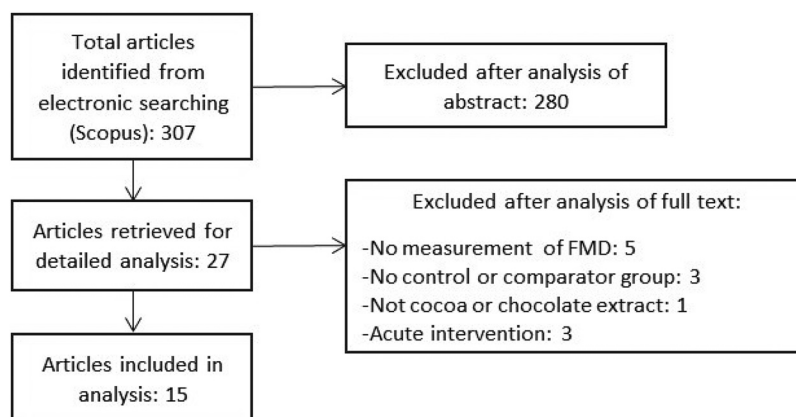 Total articles
identified from
electronic searching
(Scopus): 307
Excluded after analysis of
abstract: 280
Articles retrieved for
detailed analysis: 27
Excluded after analysis of full text:
-No measurement of FMD: 5
-No control or comparator group: 3
-Not cocoa or chocolate extract: 1
-Acute intervention: 3
Articles included in
analysis: 15